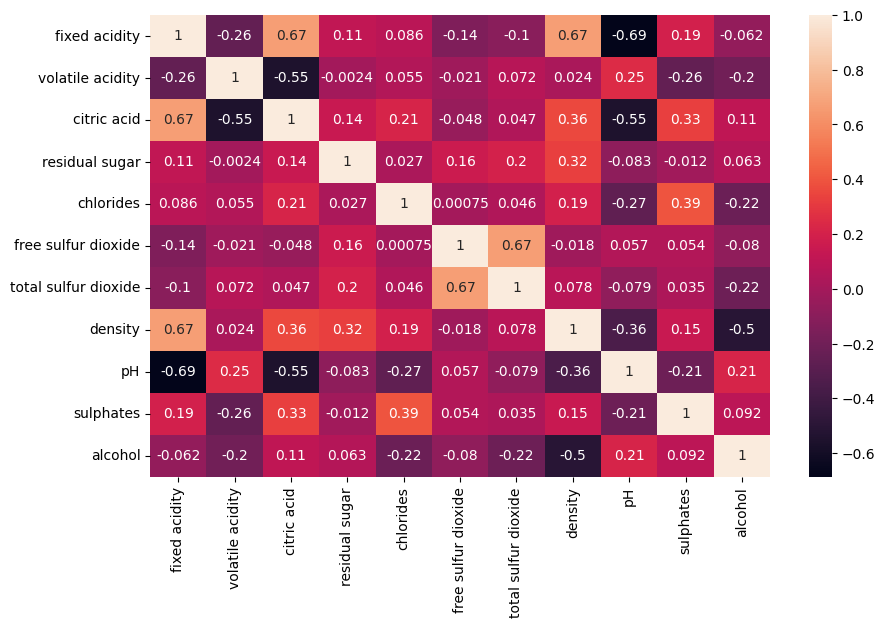 fixed acidity 1 -0.26 0.67 0.11 0.086 -0.14 -0.1 0.67 -0.69 0.19 -0.062
volatile acidity -0.26 1 -0.55 -0.0024 0.055 -0.021 0.072 0.024 0.25 -0.26 -0.2
citric acid 0.67 -0.55 1 0.14 0.21 -0.048 0.047 0.36 -0.55 0.33 0.11
residual sugar 0.11 -0.0024 0.14 1 0.027 0.16 0.2 0.32 -0.083 -0.012 0.063
chlorides 0.086 0.055 0.21 0.027 1 0.00075 0.046 0.19 -0.27 0.39 -0.22
free sulfur dioxide -0.14 -0.021 -0.048 0.16 0.00075 1 0.67 -0.018 0.057 0.054 -0.08
total sulfur dioxide -0.1 0.072 0.047 0.2 0.046 0.67 1 0.078 -0.079 0.035 -0.22
density 0.67 0.024 0.36 0.32 0.19 -0.018 0.078 1 -0.36 0.15 -0.5
pH -0.69 0.25 -0.55 -0.083 -0.27 0.057 -0.079 -0.36 1 -0.21 0.21
sulphates 0.19 -0.26 0.33 -0.012 0.39 0.054 0.035 0.15 -0.21 1 0.092
alcohol -0.062 -0.2 0.11 0.063 -0.22 -0.08 -0.22 -0.5 0.21 0.092 1
fixed acidity
volatile acidity
citric acid
residual sugar
chlorides
free sulfur dioxide
total sulfur dioxide
density
pH
sulphates
alcohol
1.0
0.8
0.6
0.4
0.2
0.0
−0.2
−0.4
−0.6